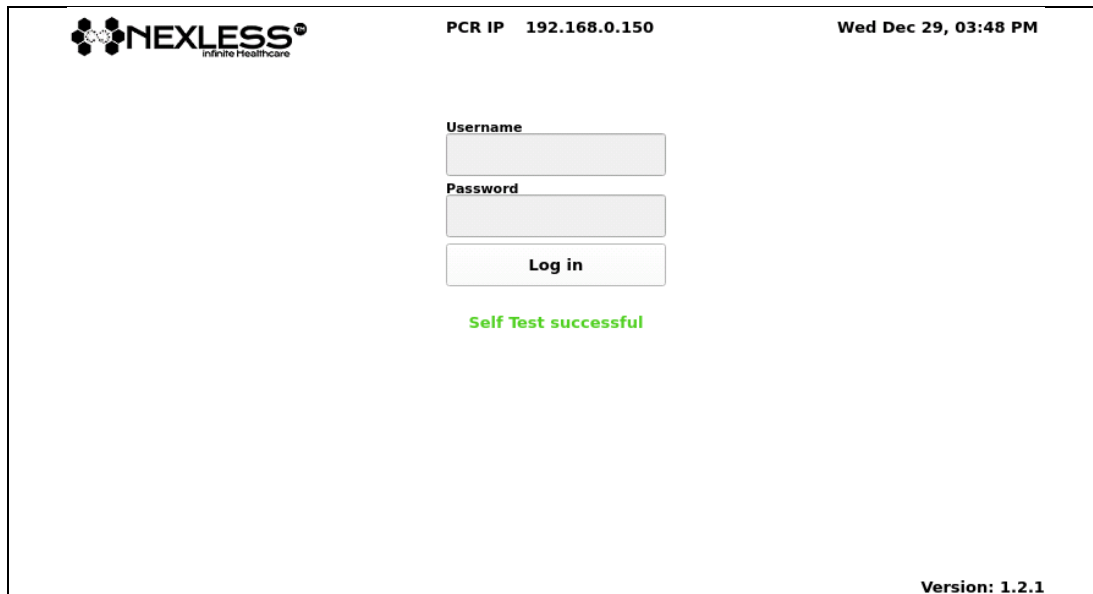 NEXLESS®
TM
infinite Healthcare
PCR IP 192.168.0.150
Wed Dec 29, 03:48 PM
Username
Password
Log in
Self Test successful
Version: 1.2.1